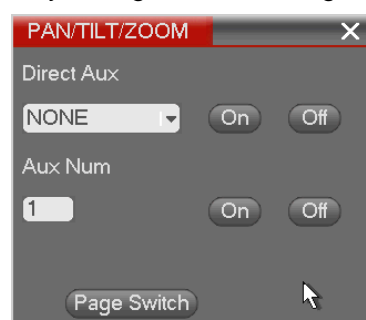 PAN/TILT/ZOOM
Direct Aux
NONE On Off
Aux Num
1 On Off
Page Switch